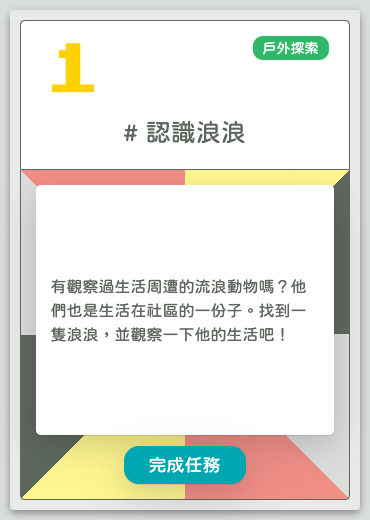 1
戶外探索
# 認識浪浪
有觀察過生活周遭的流浪動物嗎？他
們也是生活在社區的一份子。找到一
隻浪浪，並觀察一下他的生活吧！
完成任務